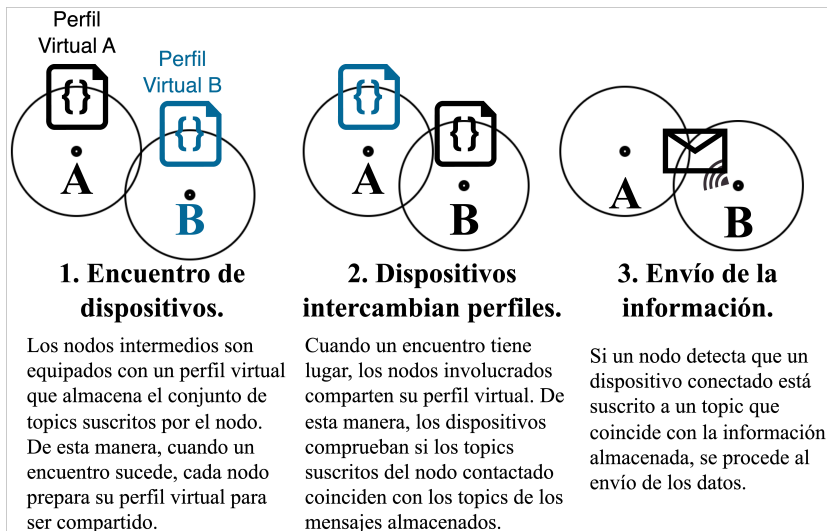 Perfil
Virtual A
Perfil
Virtual B
{}
{}
A
B
1. Encuentro de
dispositivos.
Los nodos intermedios son
equipados con un perfil virtual
que almacena el conjunto de
topics suscritos por el nodo.
De esta manera, cuando un
encuentro sucede, cada nodo
prepara su perfil virtual para
ser compartido.
{}
{}
A
B
2. Dispositivos
intercambian perfiles.
Cuando un encuentro tiene
lugar, los nodos involucrados
comparten su perfil virtual. De
esta manera, los dispositivos
comprueban si los topics
suscritos del nodo contactado
coinciden con los topics de los
mensajes almacenados.
A
B
3. Envío de la
información.
Si un nodo detecta que un
dispositivo conectado está
suscrito a un topic que
coincide con la información
almacenada, se procede al
envío de los datos.